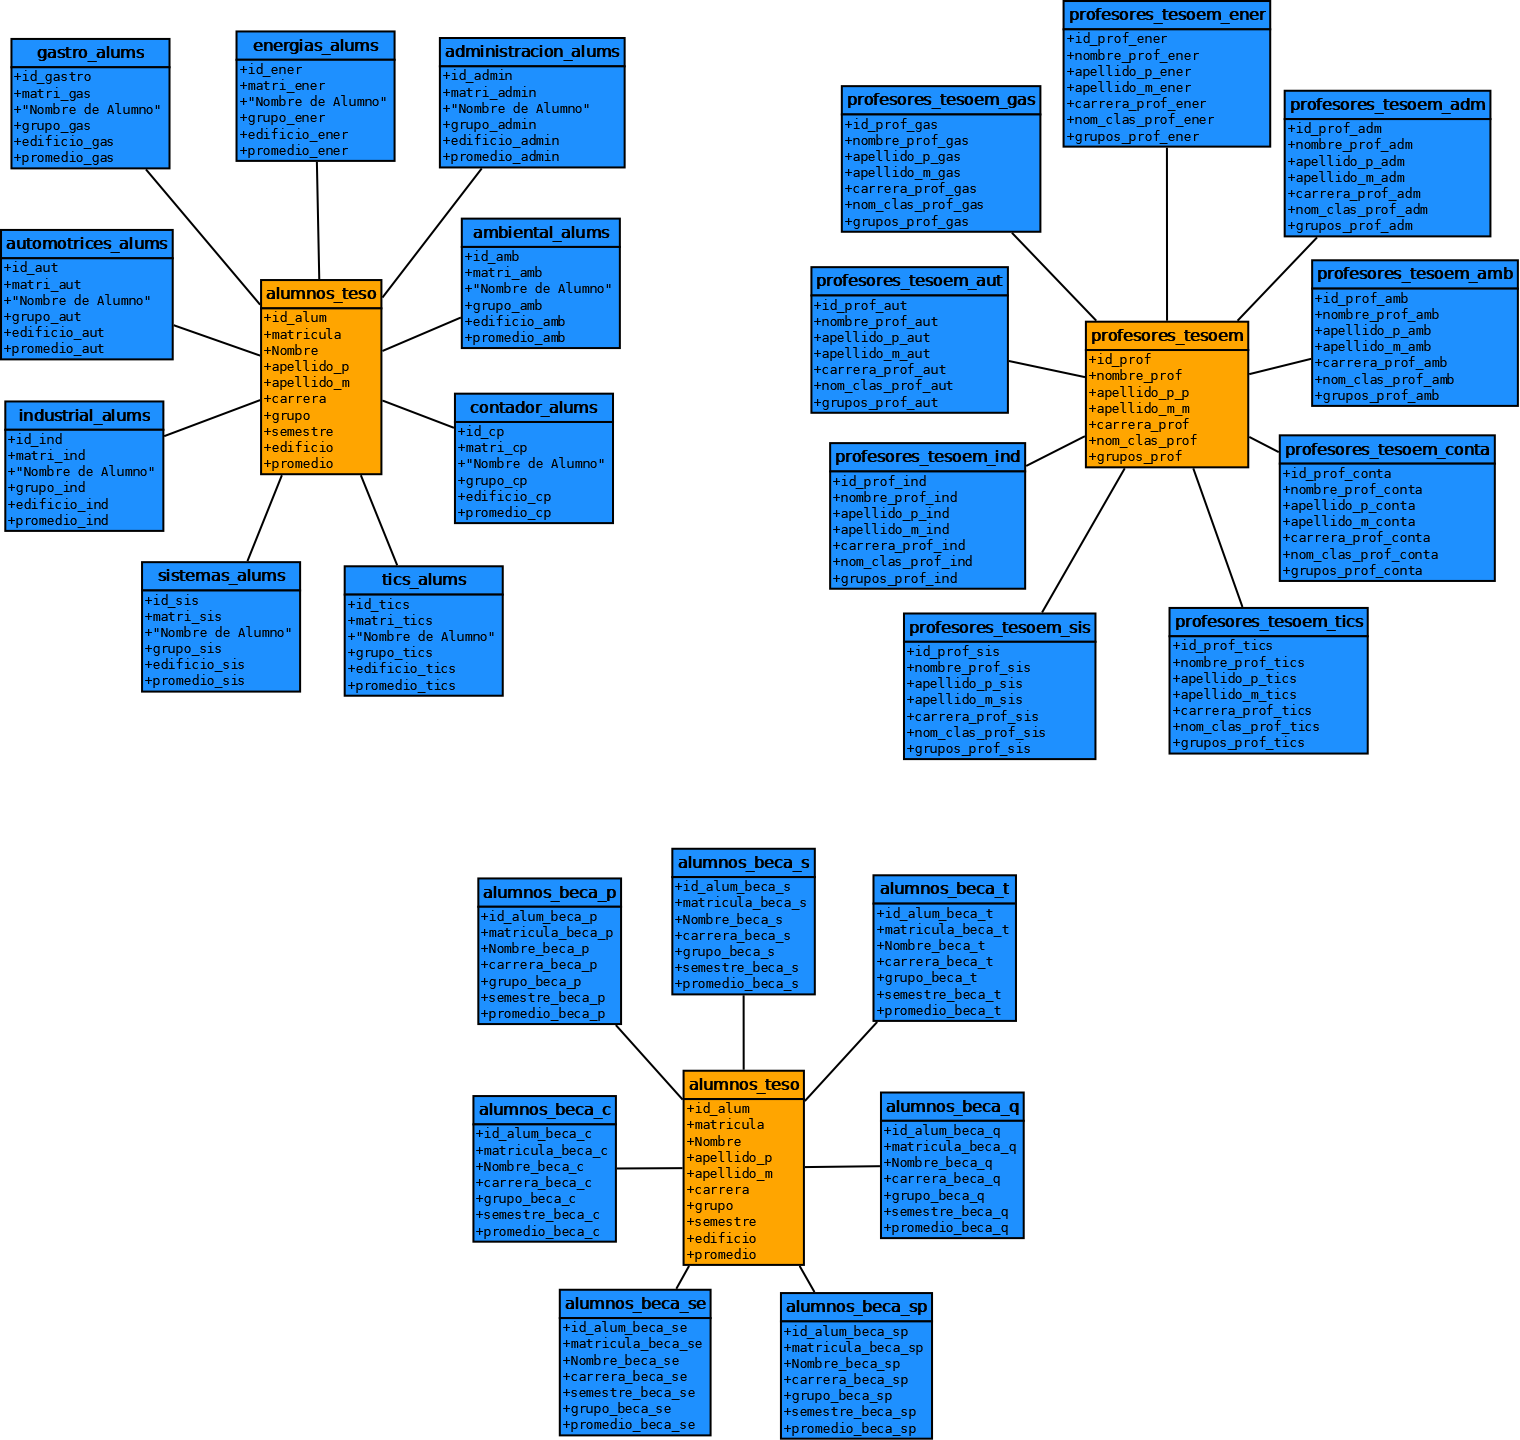 gastro_alums
+id_gastro
+matri_gas
+"Nombre de Alumno"
+grupo_gas
+edificio_gas
+promedio_gas
energias_alums
+id_ener
+matri_ener
+"Nombre de Alumno"
+grupo_ener
+edificio_ener
+promedio_ener
administracion_alums
+id_admin
+matri_admin
+"Nombre de Alumno"
+grupo_admin
+edificio_admin
+promedio_admin
automotrices_alums
+id_aut
+matri_aut
+"Nombre de Alumno"
+grupo_aut
+edificio_aut
+promedio_aut
alumnos_teso
+id_alum
+matricula
+Nombre
+apellido_p
+apellido_m
+carrera
+grupo
+semestre
+edificio
+promedio
ambiental_alums
+id_amb
+matri_amb
+"Nombre de Alumno"
+grupo_amb
+edificio_amb
+promedio_amb
industrial_alums
+id_ind
+matri_ind
+"Nombre de Alumno"
+grupo_ind
+edificio_ind
+promedio_ind
contador_alums
+id_cp
+matri_cp
+"Nombre de Alumno"
+grupo_cp
+edificio_cp
+promedio_cp
sistemas_alums
+id_sis
+matri_sis
+"Nombre de Alumno"
+grupo_sis
+edificio_sis
+promedio_sis
tics_alums
+id_tics
+matri_tics
+"Nombre de Alumno"
+grupo_tics
+edificio_tics
+promedio_tics
profesores_tesoem_ener
+id_prof_ener
+nombre_prof_ener
+apellido_p_ener
+apellido_m_ener
+carrera_prof_ener
+nom_clas_prof_ener
+grupos_prof_ener
profesores_tesoem_gas
+id_prof_gas
+nombre_prof_gas
+apellido_p_gas
+apellido_m_gas
+carrera_prof_gas
+nom_clas_prof_gas
+grupos_prof_gas
profesores_tesoem_adm
+id_prof_adm
+nombre_prof_adm
+apellido_p_adm
+apellido_m_adm
+carrera_prof_adm
+nom_clas_prof_adm
+grupos_prof_adm
profesores_tesoem_aut
+id_prof_aut
+nombre_prof_aut
+apellido_p_aut
+apellido_m_aut
+carrera_prof_aut
+nom_clas_prof_aut
+grupos_prof_aut
profesores_tesoem
+id_prof
+nombre_prof
+apellido_p_p
+apellido_m_m
+carrera_prof
+nom_clas_prof
+grupos_prof
profesores_tesoem_amb
+id_prof_amb
+nombre_prof_amb
+apellido_p_amb
+apellido_m_amb
+carrera_prof_amb
+nom_clas_prof_amb
+grupos_prof_amb
profesores_tesoem_ind
+id_prof_ind
+nombre_prof_ind
+apellido_p_ind
+apellido_m_ind
+carrera_prof_ind
+nom_clas_prof_ind
+grupos_prof_ind
profesores_tesoem_conta
+id_prof_conta
+nombre_prof_conta
+apellido_p_conta
+apellido_m_conta
+carrera_prof_conta
+nom_clas_prof_conta
+grupos_prof_conta
profesores_tesoem_sis
+id_prof_sis
+nombre_prof_sis
+apellido_p_sis
+apellido_m_sis
+carrera_prof_sis
+nom_clas_prof_sis
+grupos_prof_sis
profesores_tesoem_tics
+id_prof_tics
+nombre_prof_tics
+apellido_p_tics
+apellido_m_tics
+carrera_prof_tics
+nom_clas_prof_tics
+grupos_prof_tics
alumnos_beca_p
+id_alum_beca_p
+matricula_beca_p
+Nombre_beca_p
+carrera_beca_p
+grupo_beca_p
+semestre_beca_p
+promedio_beca_p
alumnos_beca_s
+id_alum_beca_s
+matricula_beca_s
+Nombre_beca_s
+carrera_beca_s
+grupo_beca_s
+semestre_beca_s
+promedio_beca_s
alumnos_beca_t
+id_alum_beca_t
+matricula_beca_t
+Nombre_beca_t
+carrera_beca_t
+grupo_beca_t
+semestre_beca_t
+promedio_beca_t
alumnos_beca_c
+id_alum_beca_c
+matricula_beca_c
+Nombre_beca_c
+carrera_beca_c
+grupo_beca_c
+semestre_beca_c
+promedio_beca_c
alumnos_teso
+id_alum
+matricula
+Nombre
+apellido_p
+apellido_m
+carrera
+grupo
+semestre
+edificio
+promedio
alumnos_beca_q
+id_alum_beca_q
+matricula_beca_q
+Nombre_beca_q
+carrera_beca_q
+grupo_beca_q
+semestre_beca_q
+promedio_beca_q
alumnos_beca_se
+id_alum_beca_se
+matricula_beca_se
+Nombre_beca_se
+carrera_beca_se
+semestre_beca_se
+grupo_beca_se
+promedio_beca_se
alumnos_beca_sp
+id_alum_beca_sp
+matricula_beca_sp
+Nombre_beca_sp
+carrera_beca_sp
+grupo_beca_sp
+semestre_beca_sp
+promedio_beca_sp